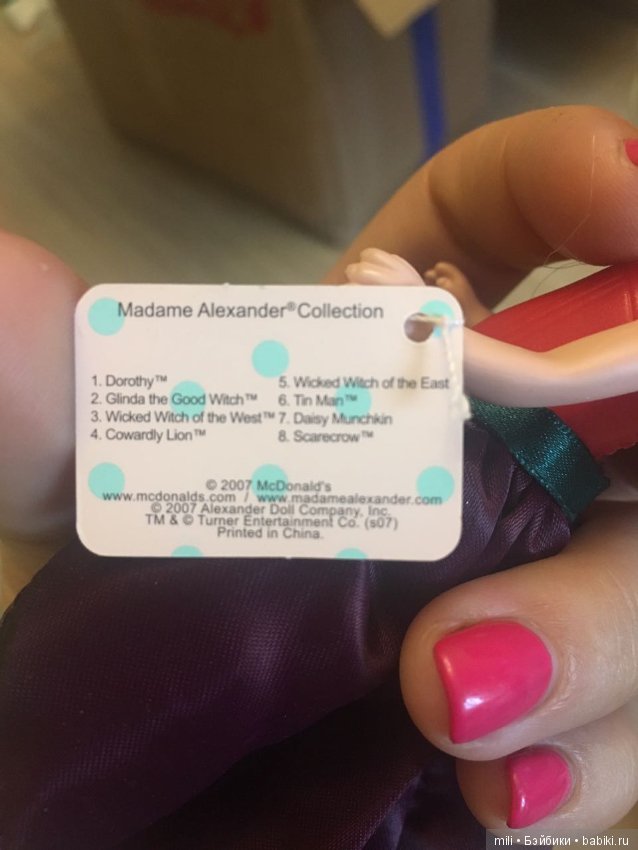 Madame Alexander®Collection
1. Dorothy™
2. Glinda the Good Witch™
3. Wicked Witch of the West™
4. Cowardly Lion™
5. Wicked Witch of the East
6. Tin Man™
7. Daisy Munchkin
8. Scarecrow™
© 2007 McDonald's
www.mcdonalds.com / www.madamealexander.com
© 2007 Alexander Doll Company, Inc.
TM & © Turner Entertainment Co. (s07)
Printed in China.
mili • Бэйбики • babiki.ru